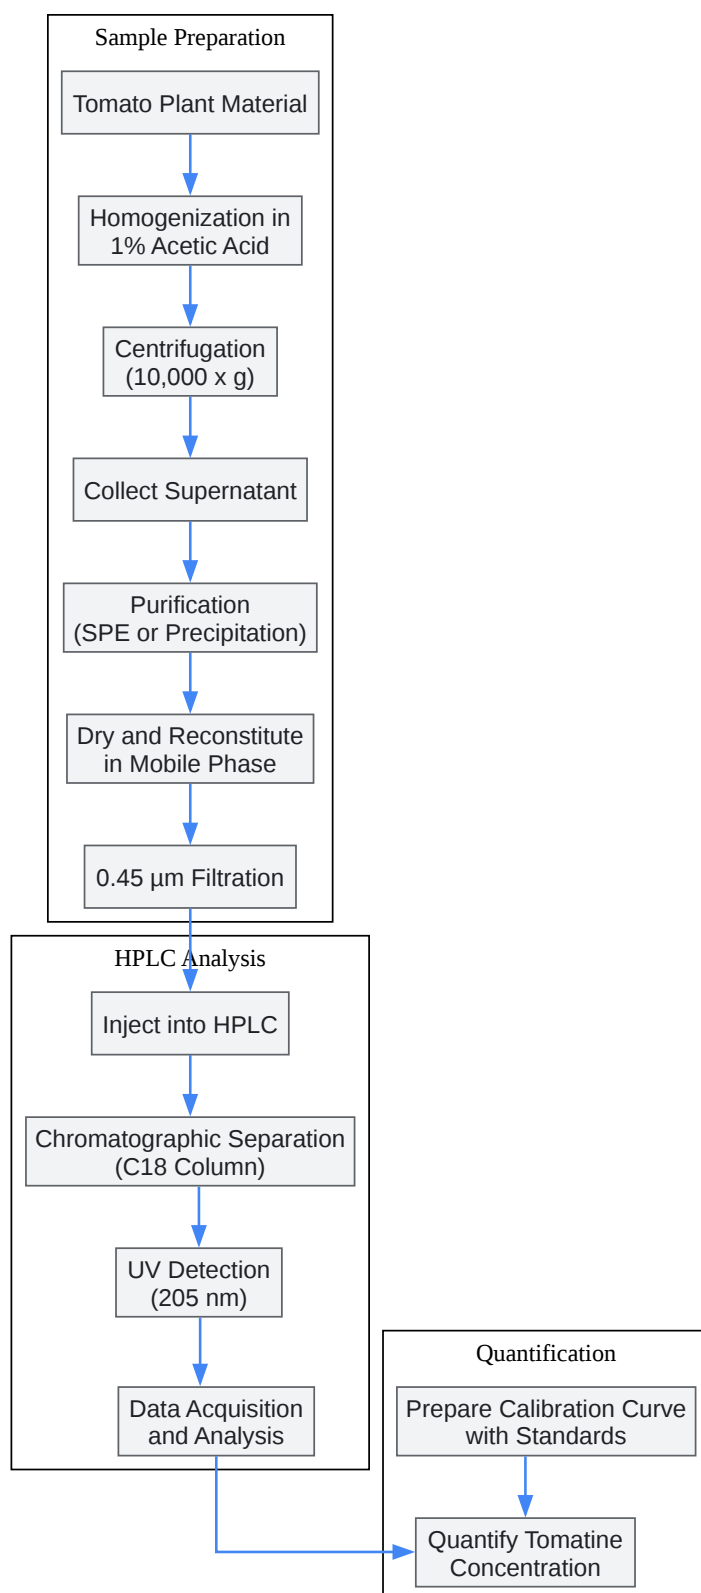 Sample Preparation
Tomato Plant Material
Homogenization in
1% Acetic Acid
Centrifugation
(10,000 x g)
Collect Supernatant
Purification
(SPE or Precipitation)
Dry and Reconstitute
in Mobile Phase
0.45 µm Filtration
HPLC Analysis
Inject into HPLC
Chromatographic Separation
(C18 Column)
UV Detection
(205 nm)
Data Acquisition
and Analysis
Quantification
Prepare Calibration Curve
with Standards
Quantify Tomatine
Concentration